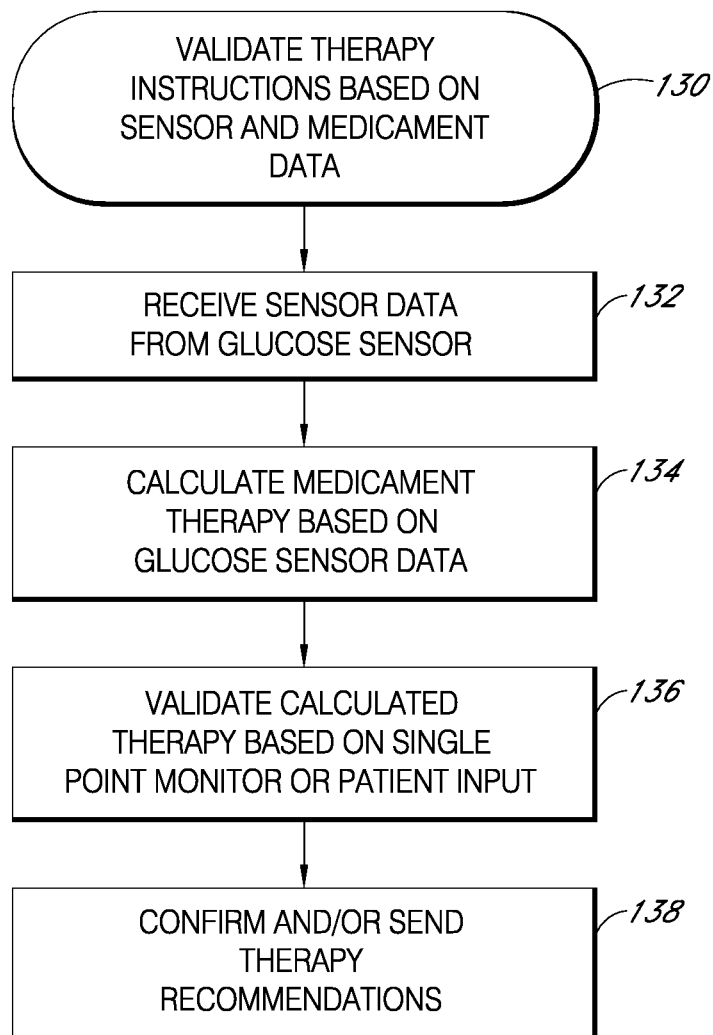 VALIDATE THERAPY
INSTRUCTIONS BASED ON
SENSOR AND MEDICAMENT
DATA
130
RECEIVE SENSOR DATA
FROM GLUCOSE SENSOR
132
CALCULATE MEDICAMENT
THERAPY BASED ON
GLUCOSE SENSOR DATA
134
VALIDATE CALCULATED
THERAPY BASED ON SINGLE
POINT MONITOR OR PATIENT INPUT
136
CONFIRM AND/OR SEND
THERAPY
RECOMMENDATIONS
138